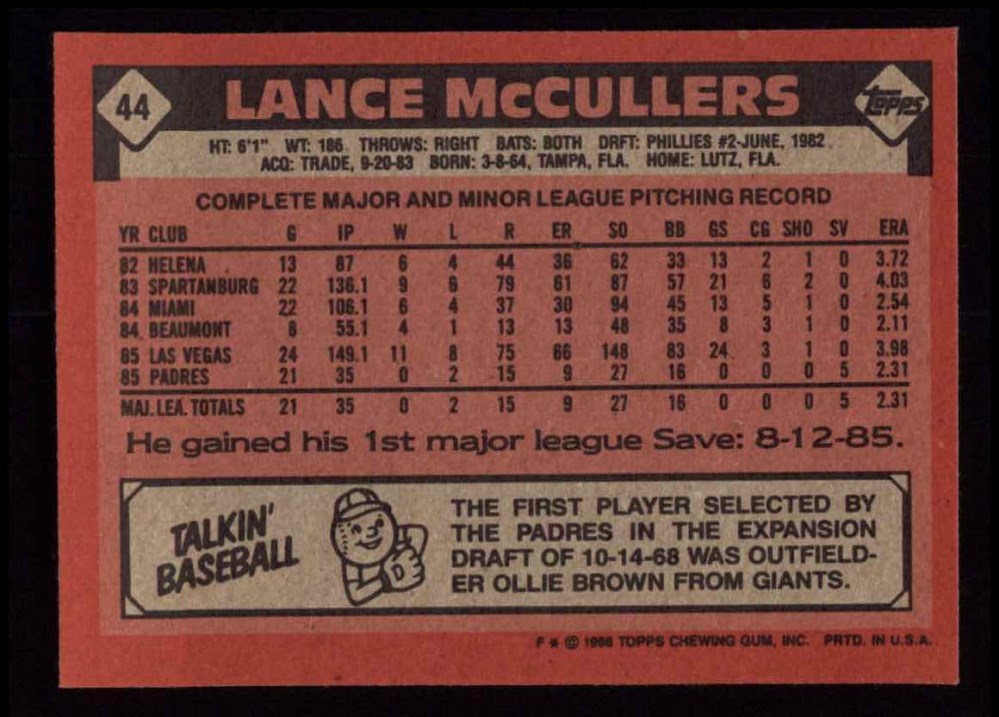 44
LANCE McCULLERS
topps
HT: 6'1" WT: 186 THROWS: RIGHT BATS: BOTH DRFT: PHILLIES #2-JUNE, 1982
ACQ: TRADE, 9-20-83 BORN: 3-8-64, TAMPA, FLA. HOME: LUTZ, FLA.
COMPLETE MAJOR AND MINOR LEAGUE PITCHING RECORD
YR CLUB G IP W L R ER SO BB GS CG SHO SV ERA
82 HELENA 13 87 6 4 44 36 62 33 13 2 1 0 3.72
83 SPARTANBURG 22 136.1 9 6 79 61 87 57 21 6 2 0 4.03
84 MIAMI 22 106.1 6 4 37 30 94 45 13 5 1 0 2.54
84 BEAUMONT 8 55.1 4 1 13 13 48 35 8 3 1 0 2.11
85 LAS VEGAS 24 149.1 11 8 75 66 148 83 24 3 1 0 3.98
85 PADRES 21 35 0 2 15 9 27 16 0 0 0 5 2.31
MAJ. LEA. TOTALS 21 35 0 2 15 9 27 16 0 0 0 5 2.31
He gained his 1st major league Save: 8-12-85.
TALKIN'
BASEBALL
D
THE FIRST PLAYER SELECTED BY
THE PADRES IN THE EXPANSION
DRAFT OF 10-14-68 WAS OUTFIELD-
ER OLLIE BROWN FROM GIANTS.
F * © 1986 TOPPS CHEWING GUM, INC. PRTD. IN U.S.A.